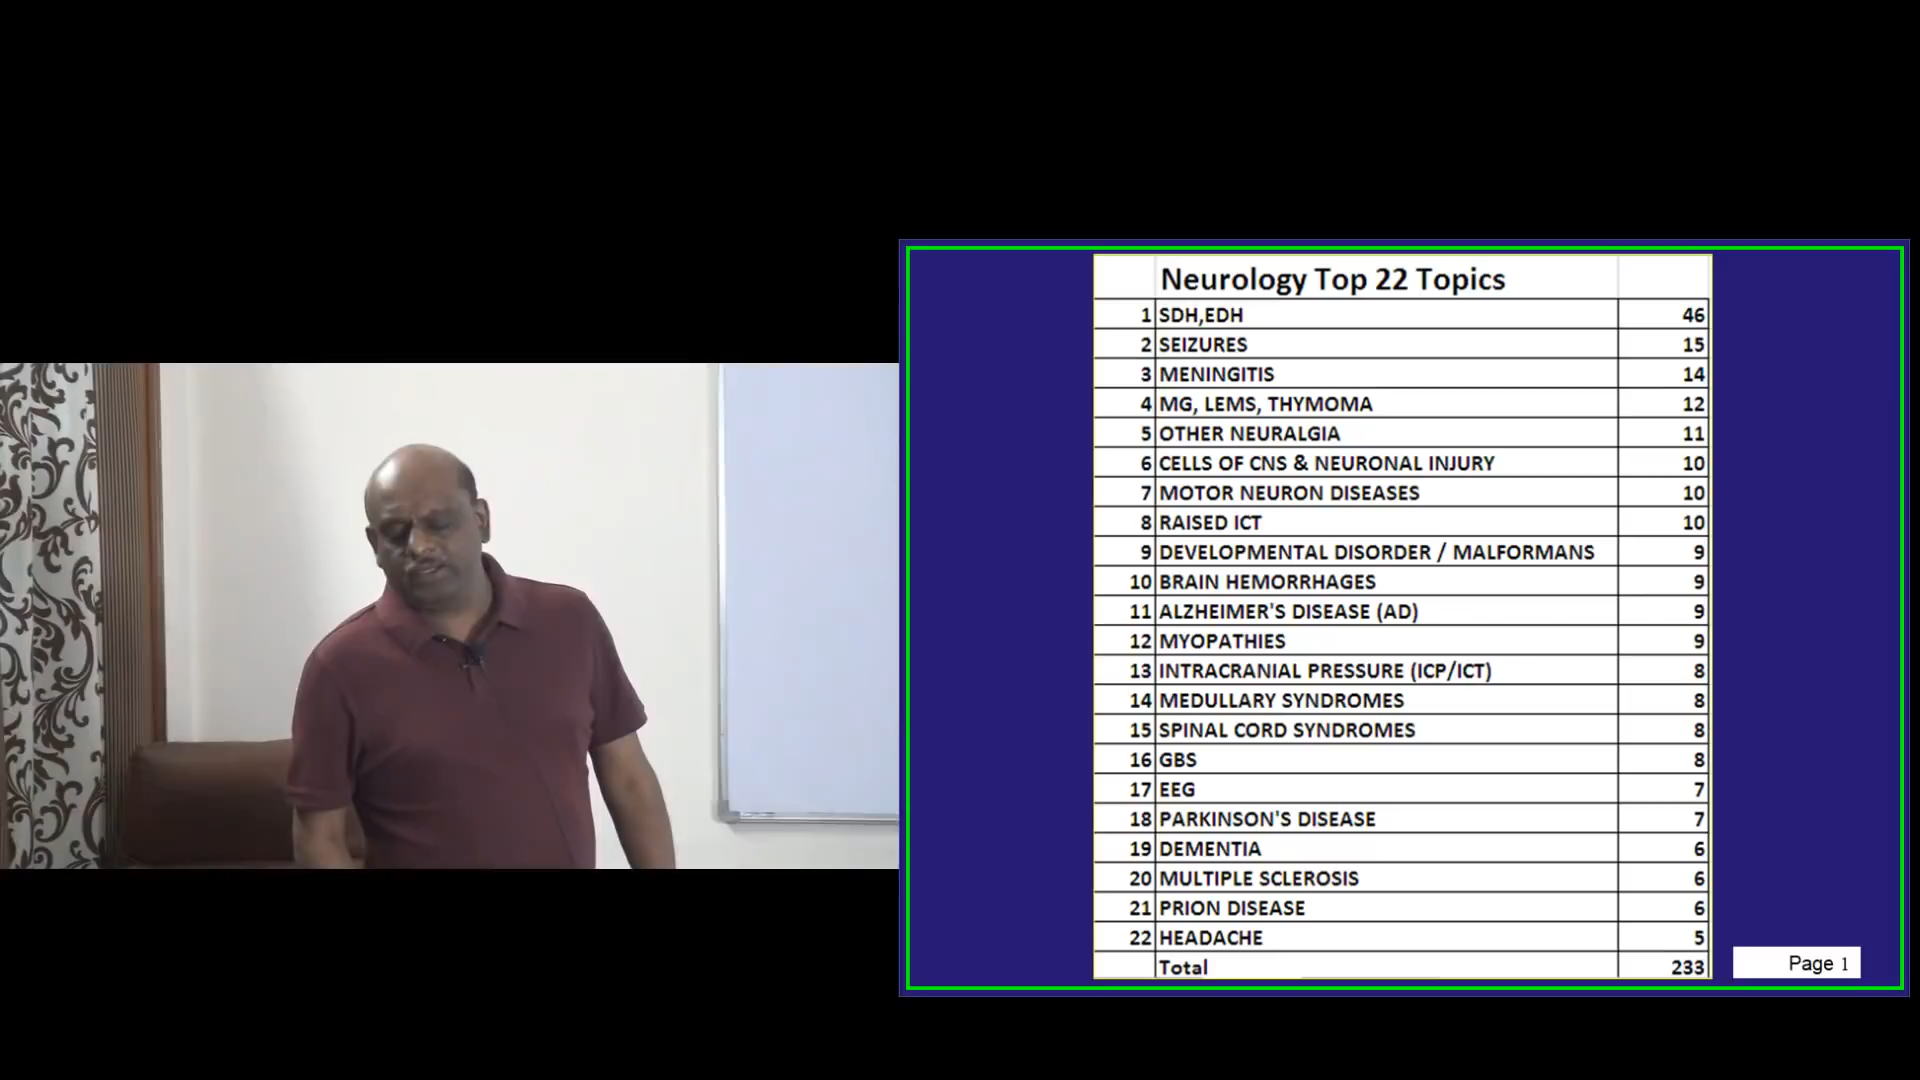 Neurology Top 22 Topics
1 SDH,EDH 46
2 SEIZURES 15
3 MENINGITIS 14
4 MG, LEMS, THYMOMA 12
5 OTHER NEURALGIA 11
6 CELLS OF CNS & NEURONAL INJURY 10
7 MOTOR NEURON DISEASES 10
8 RAISED ICT 10
9 DEVELOPMENTAL DISORDER / MALFORMANS 9
10 BRAIN HEMORRHAGES 9
11 ALZHEIMER'S DISEASE (AD) 9
12 MYOPATHIES 9
13 INTRACRANIAL PRESSURE (ICP/ICT) 8
14 MEDULLARY SYNDROMES 8
15 SPINAL CORD SYNDROMES 8
16 GBS 8
17 EEG 7
18 PARKINSON'S DISEASE 7
19 DEMENTIA 6
20 MULTIPLE SCLEROSIS 6
21 PRION DISEASE 6
22 HEADACHE 5
Total 233
Page 1